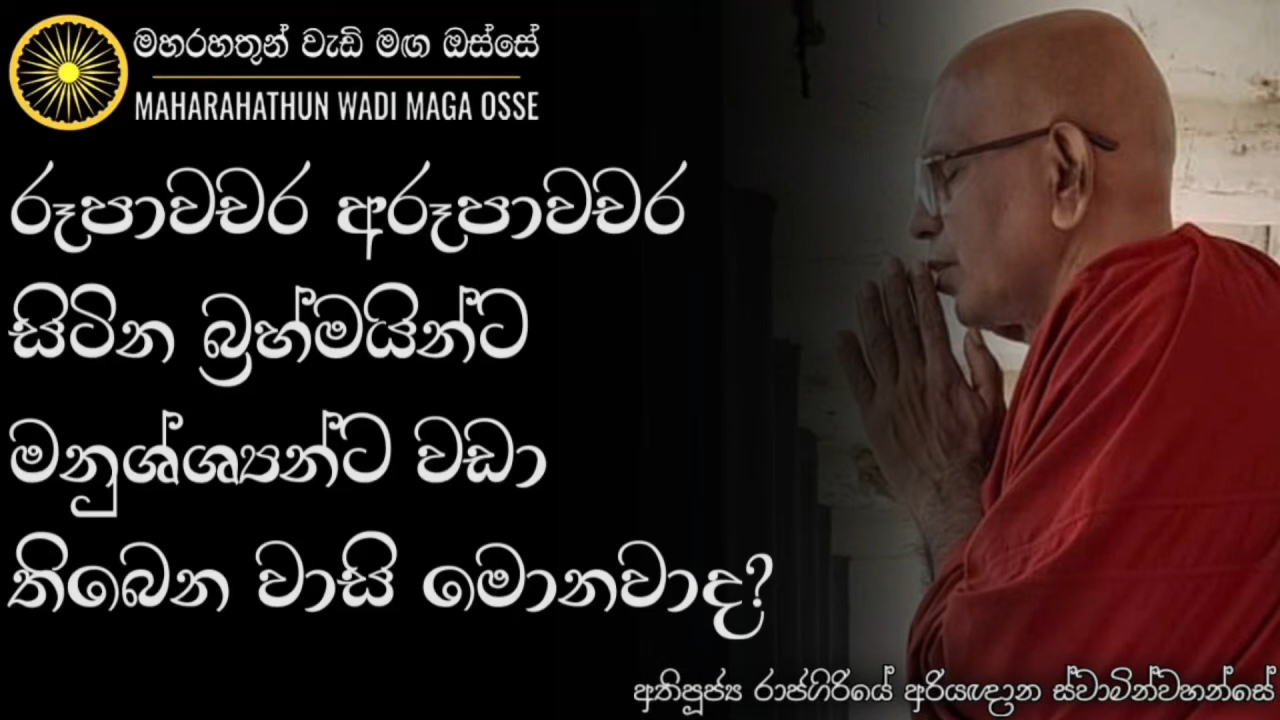 මහරහතුන් වැඩි මඟ ඔස්සේ
MAHARAHATHUN WADI MAGA OSSE
රූපාවචර අරූපාවචර
සිටින බ්‍රහ්මයින්ට
මනුශ්ශ්‍යන්ට වඩා
තිබෙන වාසි මොනවාද?
අතිපූජ්‍ය රාජගිරියේ අරියඥාන ස්වාමින්වහන්සේ